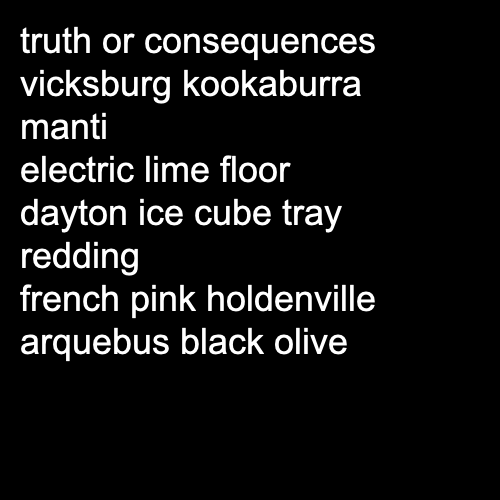 truth or consequences
vicksburg kookaburra
manti
electric lime floor
dayton ice cube tray
redding
french pink holdenville
arquebus black olive